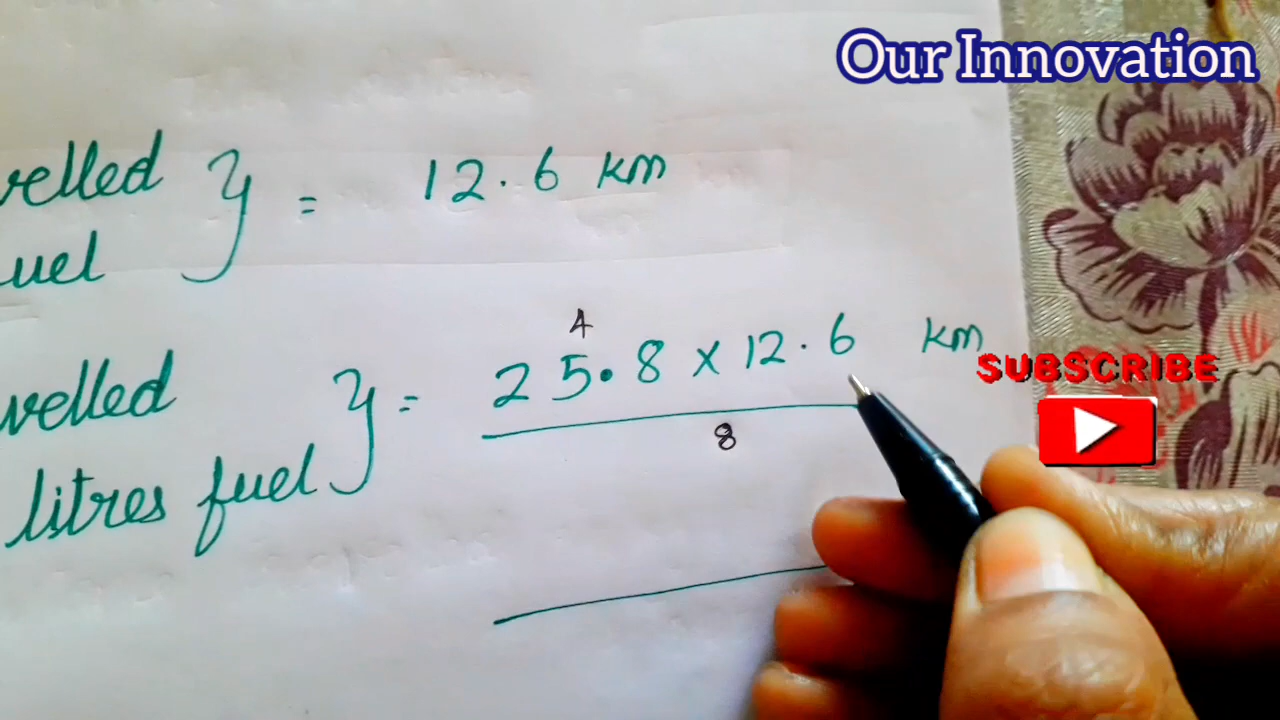 Our Innovation
velled } = 12.6 km
uel
4
velled } = 25.8 x 12.6 km
8
litres fuel
SUBSCRIBE